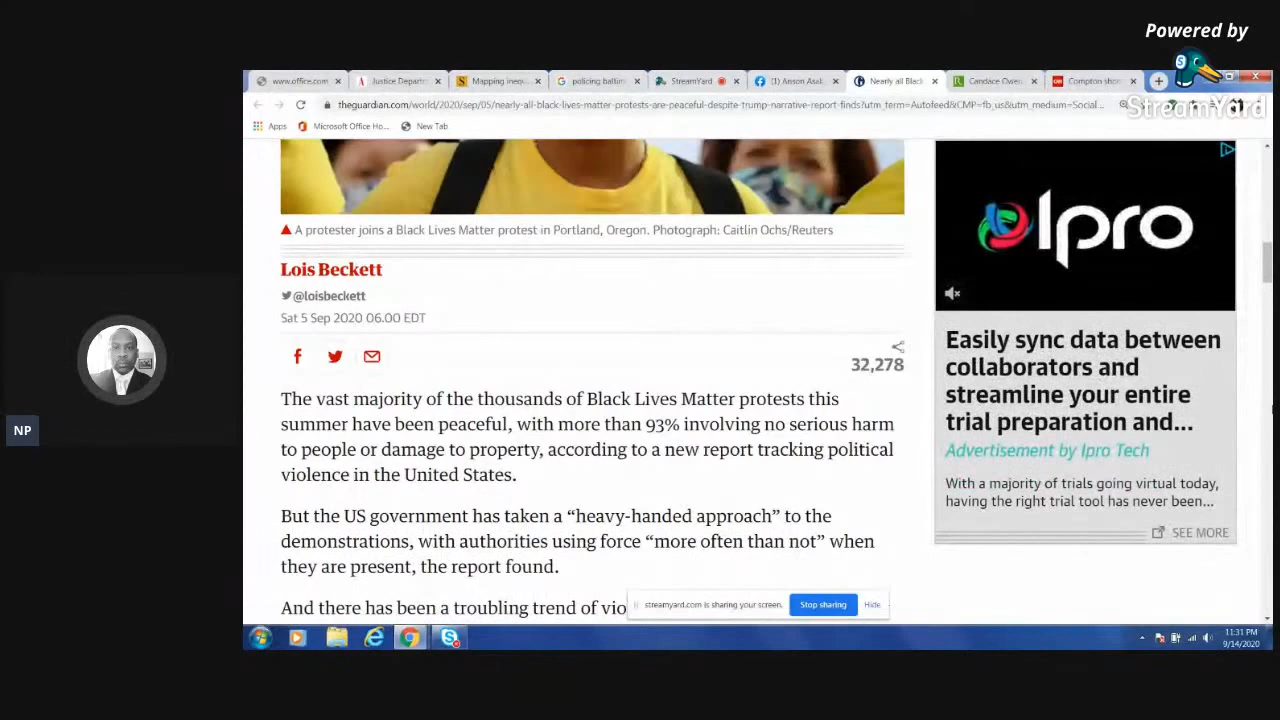 Powered by
StreamYard
www.office.com
Justice Depart
Mapping ineq
policing baltim
StreamYard
(1) Anson Asak
Nearly all Black
Candace Owen
Compton shoo
theguardian.com/world/2020/sep/05/nearly-all-black-lives-matter-protests-are-peaceful-despite-trump-narrative-report-finds?utm_term=Autofeed&CMP=fb_us&utm_medium=Social...
Apps
Microsoft Office Ho...
New Tab
A protester joins a Black Lives Matter protest in Portland, Oregon. Photograph: Caitlin Ochs/Reuters
Lois Beckett
@loisbeckett
Sat 5 Sep 2020 06.00 EDT
32,278
The vast majority of the thousands of Black Lives Matter protests this
summer have been peaceful, with more than 93% involving no serious harm
to people or damage to property, according to a new report tracking political
violence in the United States.
But the US government has taken a “heavy-handed approach” to the
demonstrations, with authorities using force “more often than not” when
they are present, the report found.
And there has been a troubling trend of vio
streamyard.com is sharing your screen.
Stop sharing
Hide
Ipro
Easily sync data between
collaborators and
streamline your entire
trial preparation and...
Advertisement by Ipro Tech
With a majority of trials going virtual today,
having the right trial tool has never been...
SEE MORE
NP
11:31 PM
9/14/2020